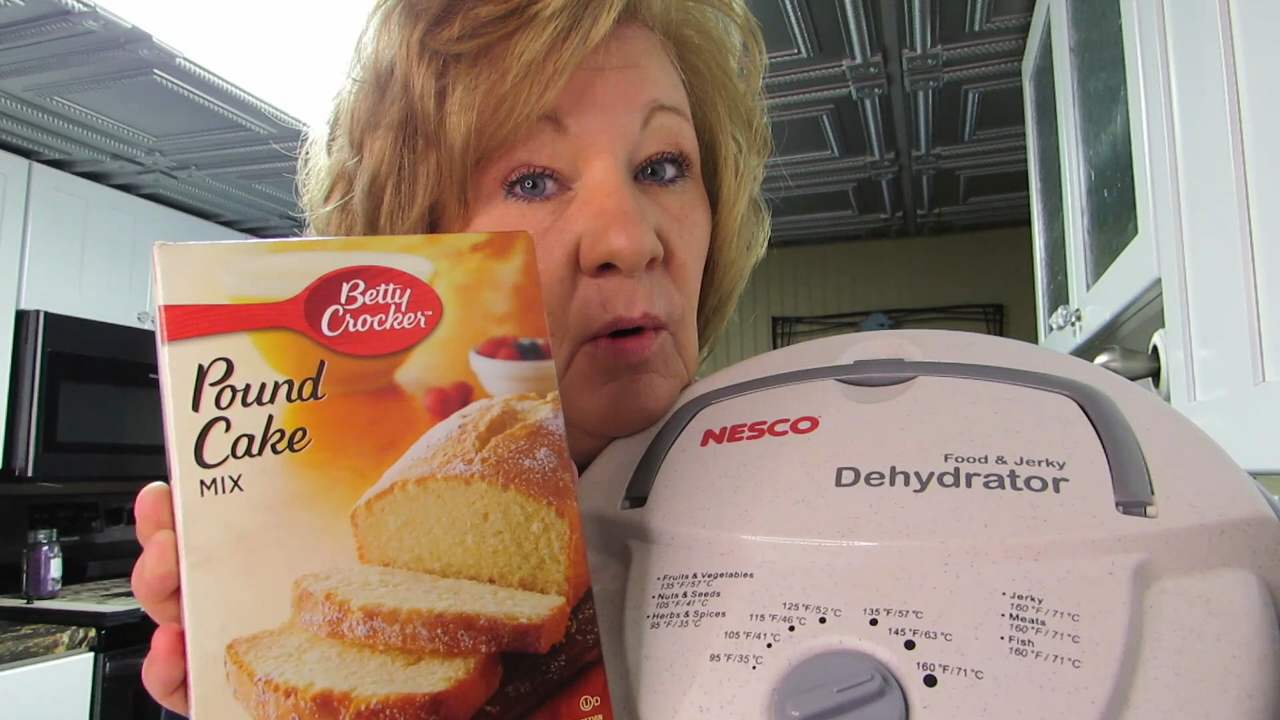 Betty
Crocker™
Pound
Cake
MIX
U D
NESCO
Food & Jerky
Dehydrator
• Fruits & Vegetables
135°F/57°C
• Nuts & Seeds
105°F/41°C
• Herbs & Spices
95°F/35°C
95°F/35°C
105°F/41°C
115°F/46°C
125°F/52°C
135°F/57°C
145°F/63°C
160°F/71°C
• Jerky
160°F/71°C
• Meats
160°F/71°C
• Fish
160°F/71°C